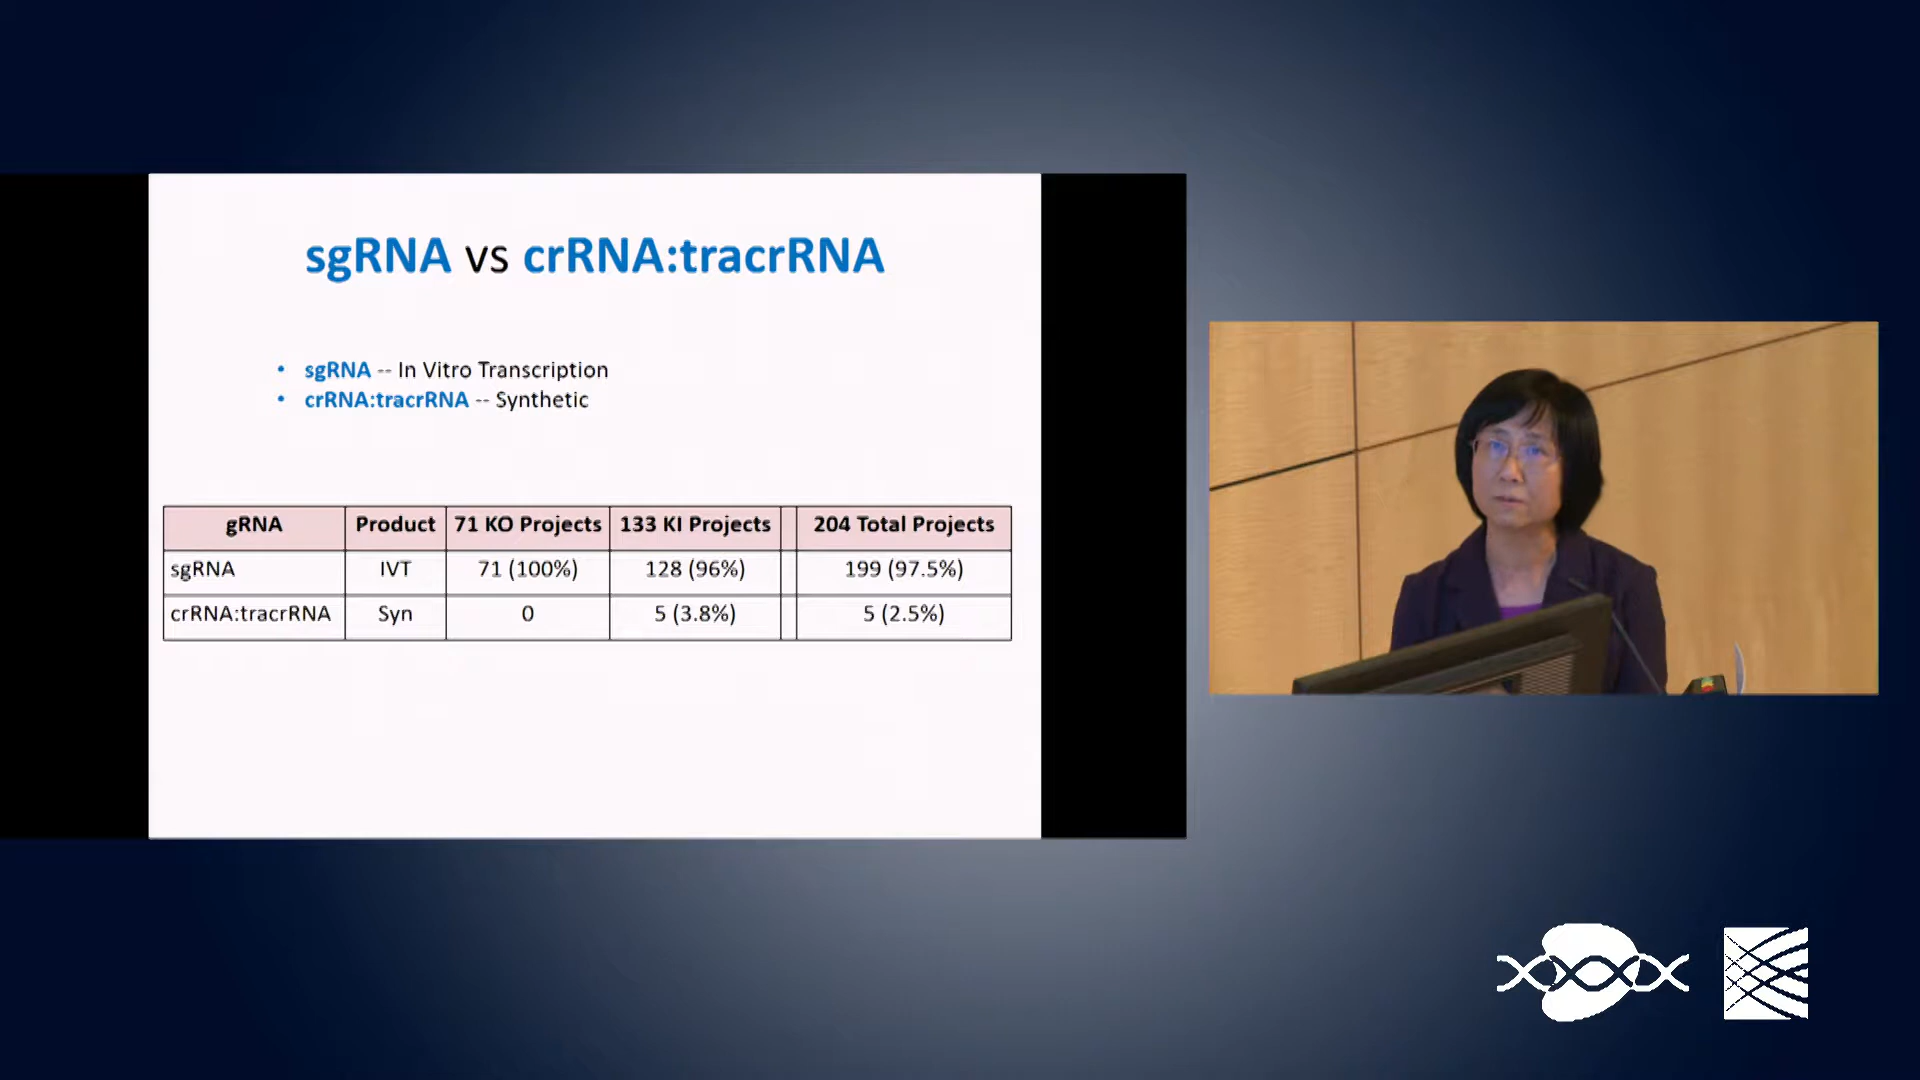 sgRNA vs crRNA:tracrRNA
• sgRNA -- In Vitro Transcription
• crRNA:tracrRNA -- Synthetic
gRNA Product 71 KO Projects 133 KI Projects 204 Total Projects
sgRNA IVT 71 (100%) 128 (96%) 199 (97.5%)
crRNA:tracrRNA Syn 0 5 (3.8%) 5 (2.5%)